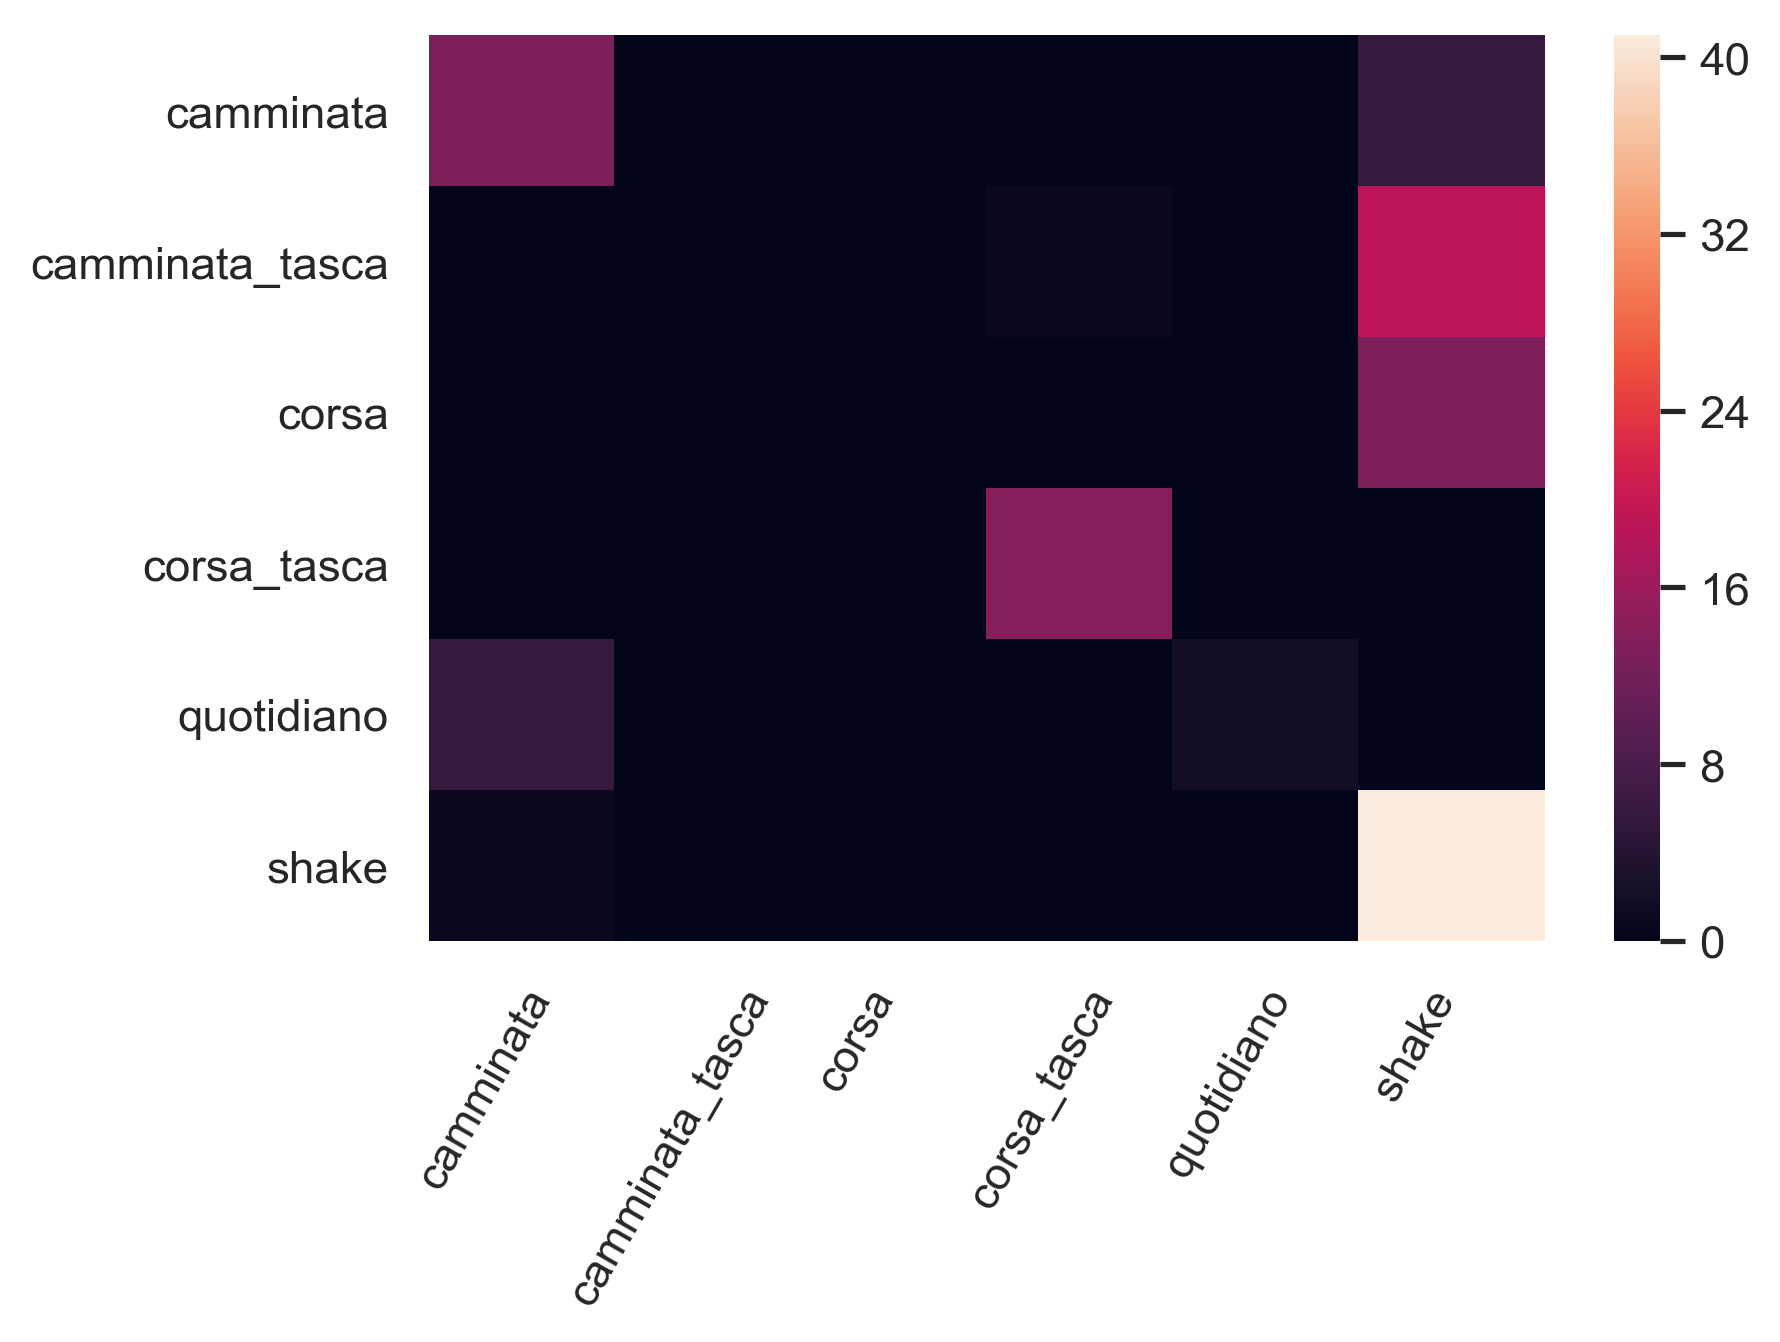 camminata
camminata_tasca
corsa
corsa_tasca
quotidiano
shake
camminata
camminata_tasca
corsa
corsa_tasca
quotidiano
shake
40
32
24
16
8
0